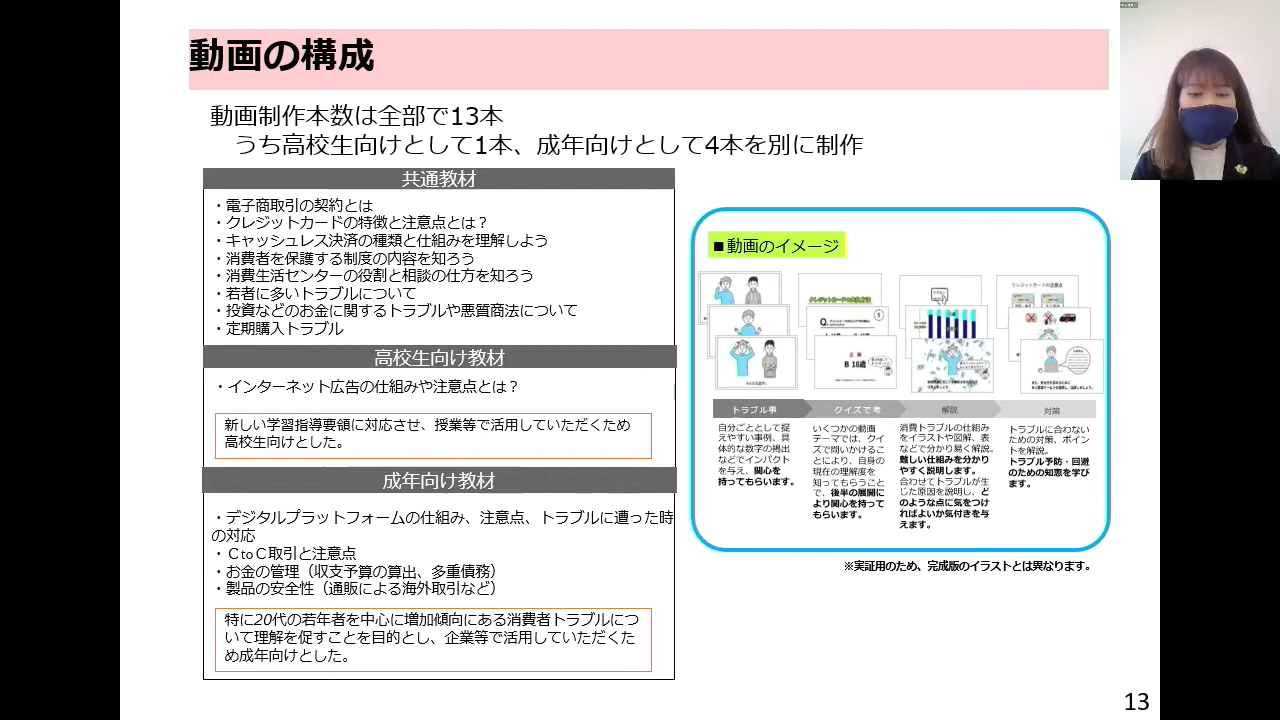 動画の構成
動画制作本数は全部で13本
うち高校生向けとして1本、成年向けとして4本を別に制作
共通教材
・電子商取引の契約とは
・クレジットカードの特徴と注意点とは？
・キャッシュレス決済の種類と仕組みを理解しよう
・消費者を保護する制度の内容を知ろう
・消費生活センターの役割と相談の仕方を知ろう
・若者に多いトラブルについて
・投資などのお金に関するトラブルや悪質商法について
・定期購入トラブル
高校生向け教材
・インターネット広告の仕組みや注意点とは？
新しい学習指導要領に対応させ、授業等で活用していただくため
高校生向けとした。
成年向け教材
・デジタルプラットフォームの仕組み、注意点、トラブルに遭った時
の対応
・ＣtoＣ取引と注意点
・お金の管理（収支予算の算出、多重債務）
・製品の安全性（通販による海外取引など）
特に20代の若年者を中心に増加傾向にある消費者トラブルにつ
いて理解を促すことを目的とし、企業等で活用していただくた
め成年向けとした。
■動画のイメージ
クレジットカードの注意点
Q.
B 18歳
トラブル事
自分ごととして捉
えやすい事例、具
体的な数字の掲出
などでインパクト
を与え、関心を
持ってもらいます。
クイズで考
いくつかの動画
テーマでは、クイ
ズで問いかけるこ
とにより、自身の
現在の理解度を
知ってもらうこと
で、後半の展開に
より関心を持って
もらいます。
解説
消費トラブルの仕組み
をイラストや図解、表
などで分かり易く解説。
難しい仕組みを分かり
やすく説明します。
合わせてトラブルが生
じた原因を説明し、ど
のような点に気をつけ
ればよいか気付きを与
えます。
対策
トラブルに合わない
ための対策、ポイン
トを解説。
トラブル予防・回避
のための知恵を学び
ます。
※実証用のため、完成版のイラストとは異なります。
13